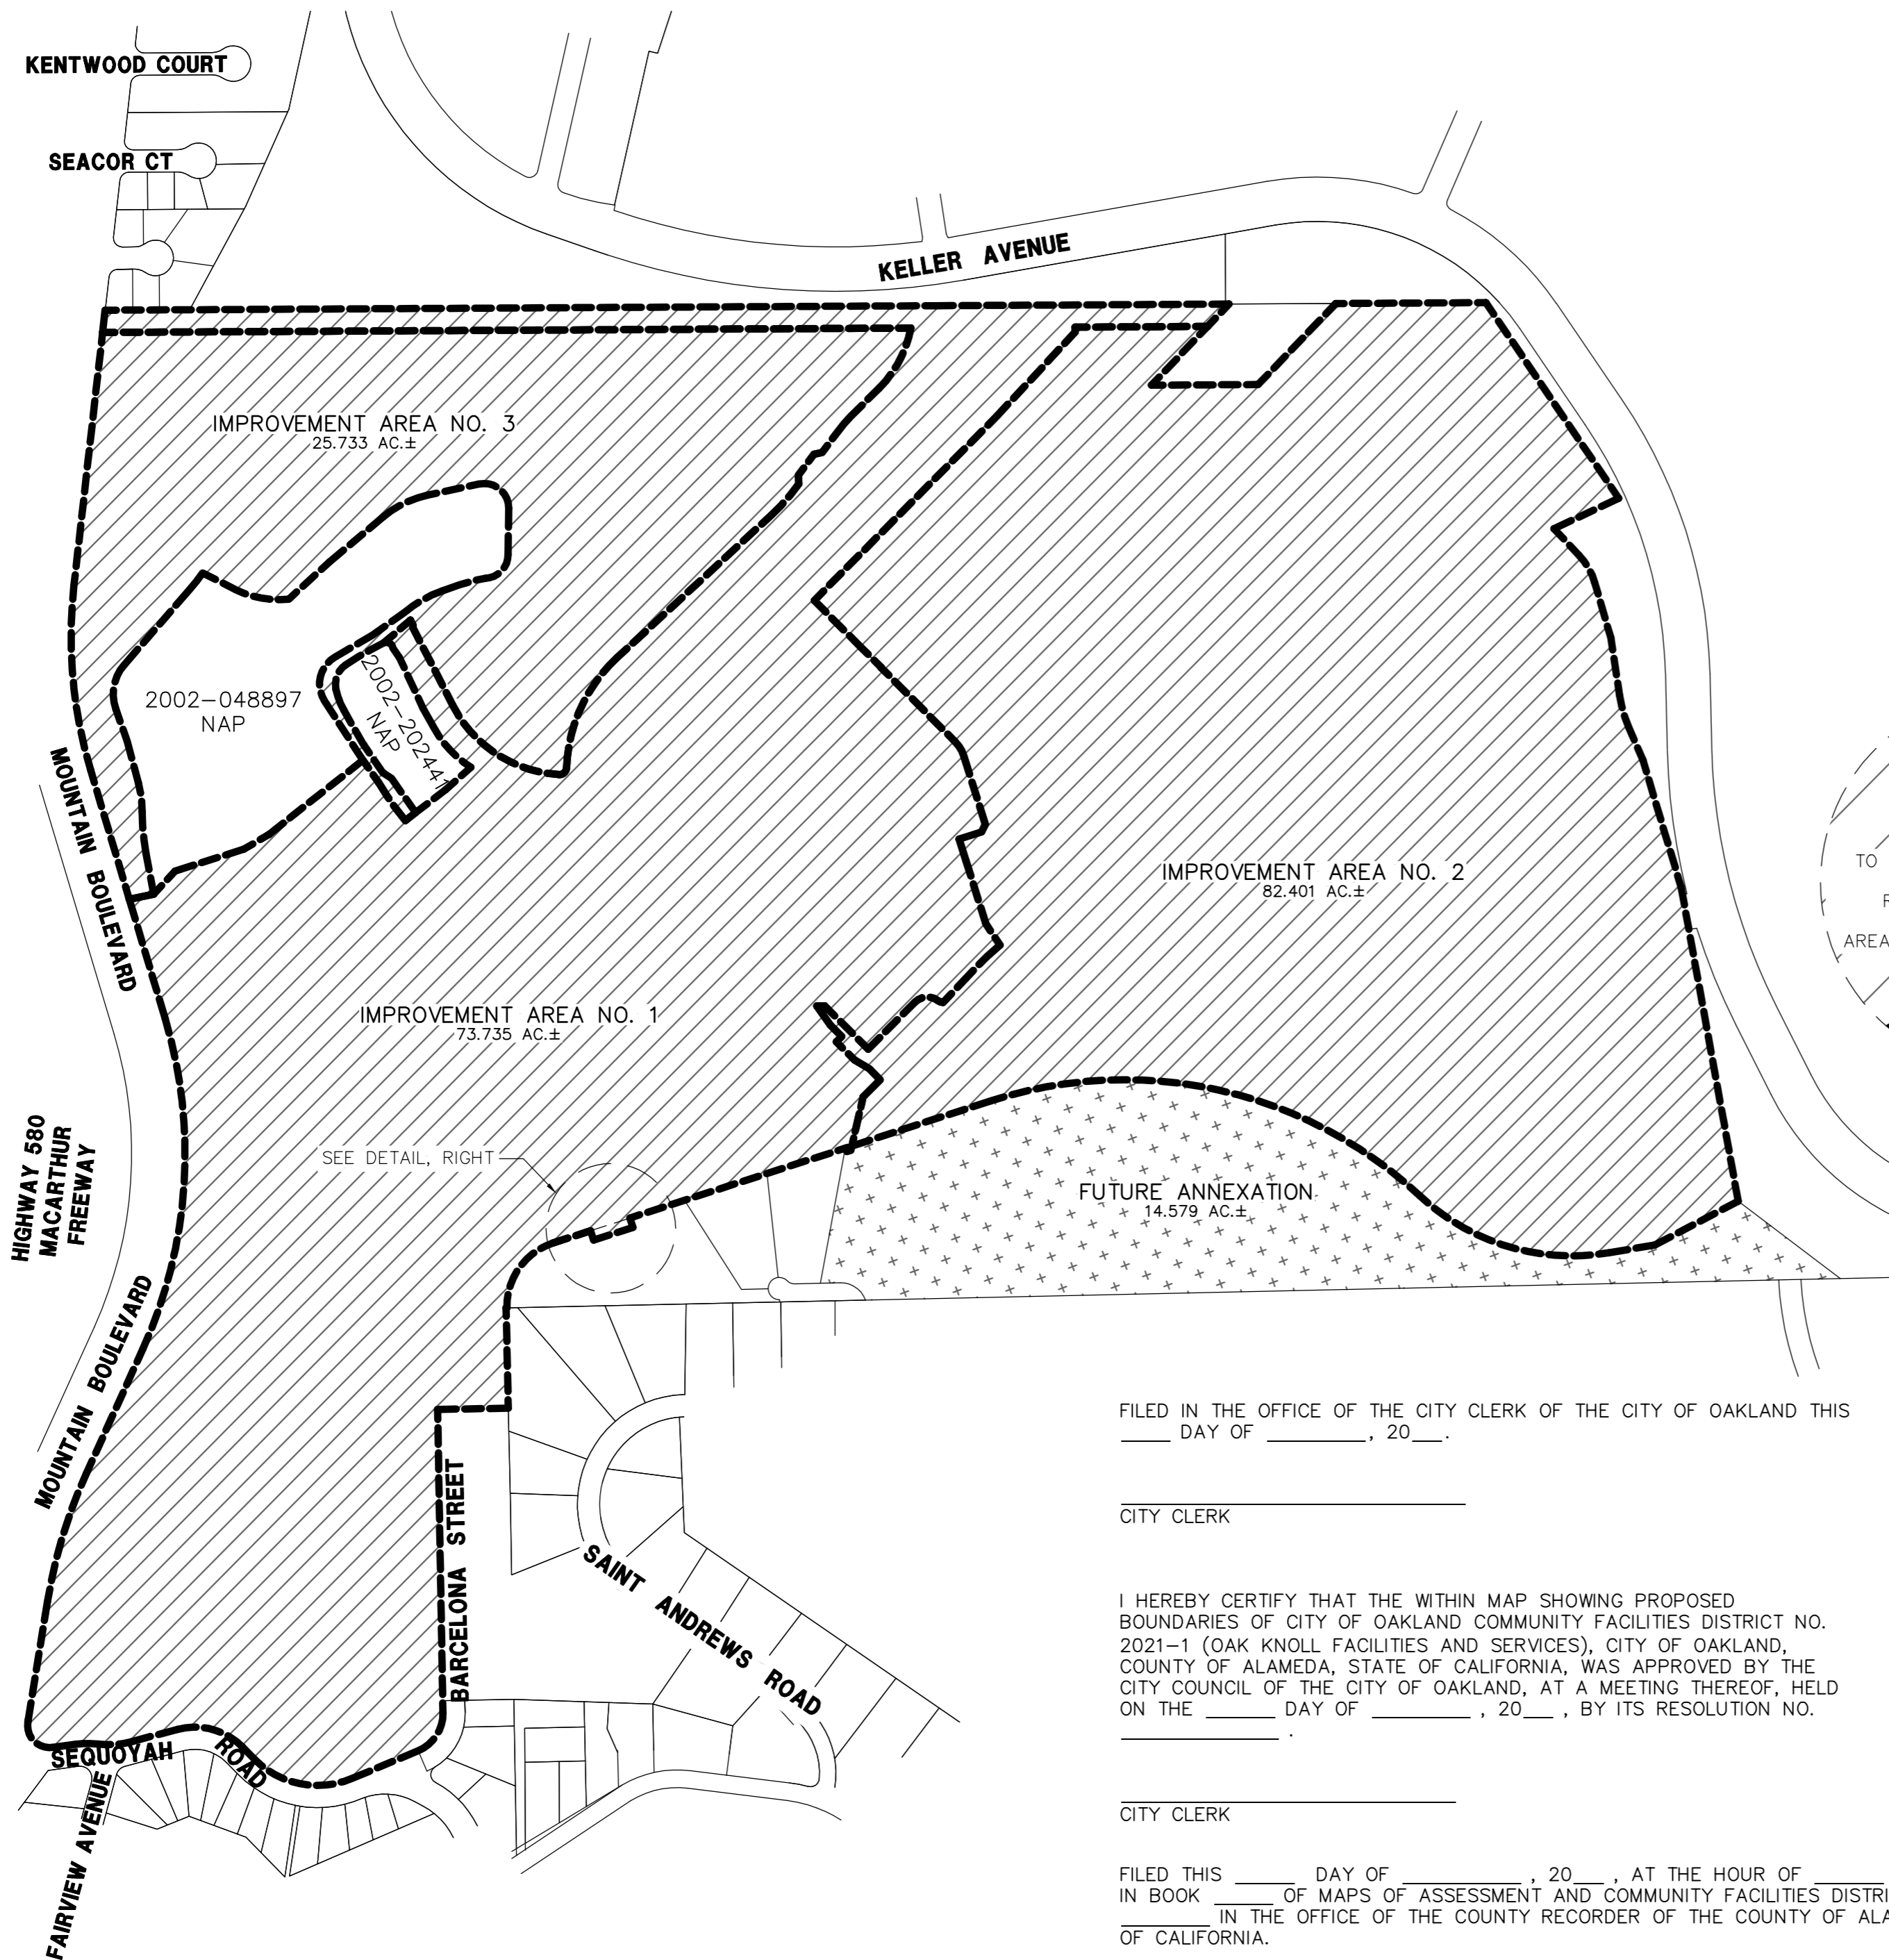 KENTWOOD COURT
SEACOR CT
KELLER AVENUE
IMPROVEMENT AREA NO. 3
25.733 AC.±
2002-048897
NAP
2002-202441
NAP
MOUNTAIN BOULEVARD
IMPROVEMENT AREA NO. 2
82.401 AC.±
TO
R
AREA
IMPROVEMENT AREA NO. 1
73.735 AC.±
HIGHWAY 580
MACARTHUR
FREEWAY
SEE DETAIL, RIGHT
FUTURE ANNEXATION
14.579 AC.±
MOUNTAIN BOULEVARD
BARCELONA STREET
SAINT ANDREWS ROAD
SEQUOYAH ROAD
FAIRVIEW AVENUE
FILED IN THE OFFICE OF THE CITY CLERK OF THE CITY OF OAKLAND THIS
____ DAY OF ________, 20__.
CITY CLERK
I HEREBY CERTIFY THAT THE WITHIN MAP SHOWING PROPOSED
BOUNDARIES OF CITY OF OAKLAND COMMUNITY FACILITIES DISTRICT NO.
2021-1 (OAK KNOLL FACILITIES AND SERVICES), CITY OF OAKLAND,
COUNTY OF ALAMEDA, STATE OF CALIFORNIA, WAS APPROVED BY THE
CITY COUNCIL OF THE CITY OF OAKLAND, AT A MEETING THEREOF, HELD
ON THE ______ DAY OF ________ , 20__ , BY ITS RESOLUTION NO.
____________ .
CITY CLERK
FILED THIS _____ DAY OF __________ , 20__ , AT THE HOUR OF ______
IN BOOK _____ OF MAPS OF ASSESSMENT AND COMMUNITY FACILITIES DISTRI
_______ IN THE OFFICE OF THE COUNTY RECORDER OF THE COUNTY OF ALA
OF CALIFORNIA.